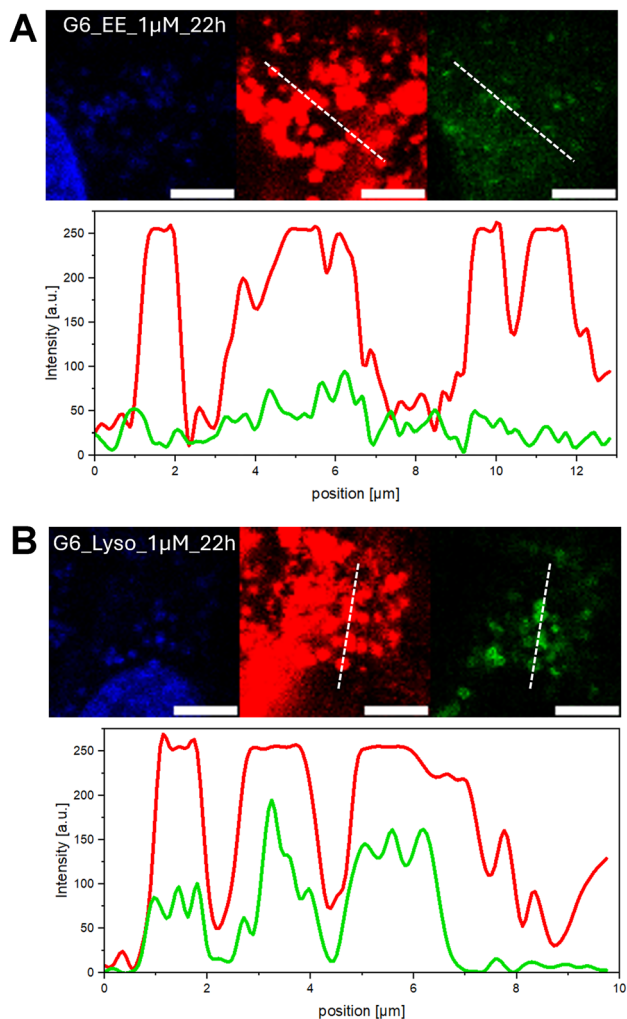 A
G6_EE_1µM_22h
Intensity [a.u.]
250
200
150
100
50
0
0 2 4 6 8 10 12
position [µm]
B
G6_Lyso_1µM_22h
Intensity [a.u.]
250
200
150
100
50
0
0 2 4 6 8 10
position [µm]